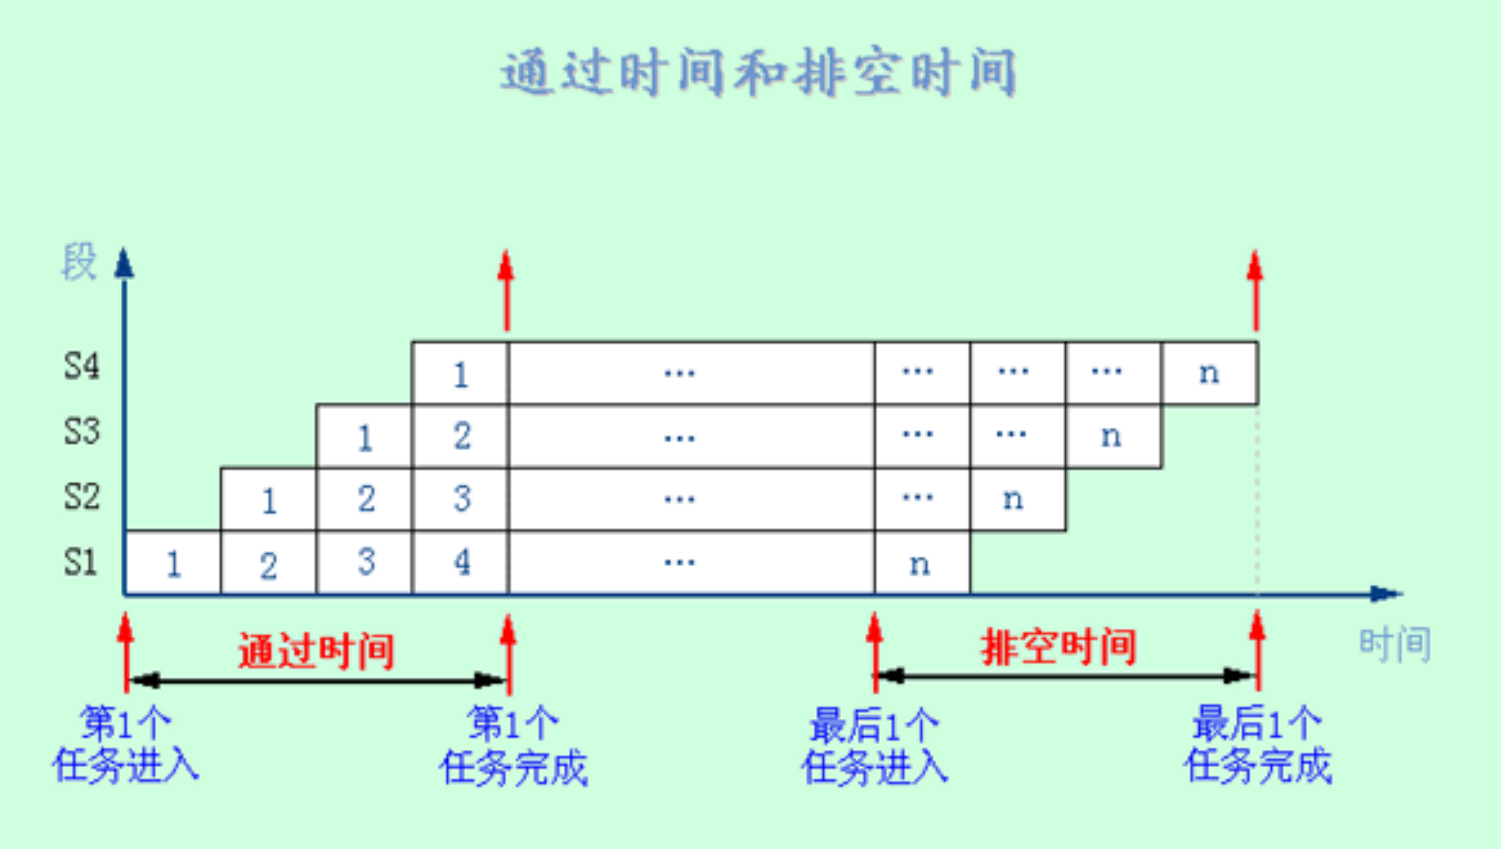 通过时间和排空时间
段
S4 1 … … … … n
S3 1 2 … … … n
S2 1 2 3 … … n
S1 1 2 3 4 … n
时间
通过时间 排空时间
第1个 第1个 最后1个 最后1个
任务进入 任务完成 任务进入 任务完成